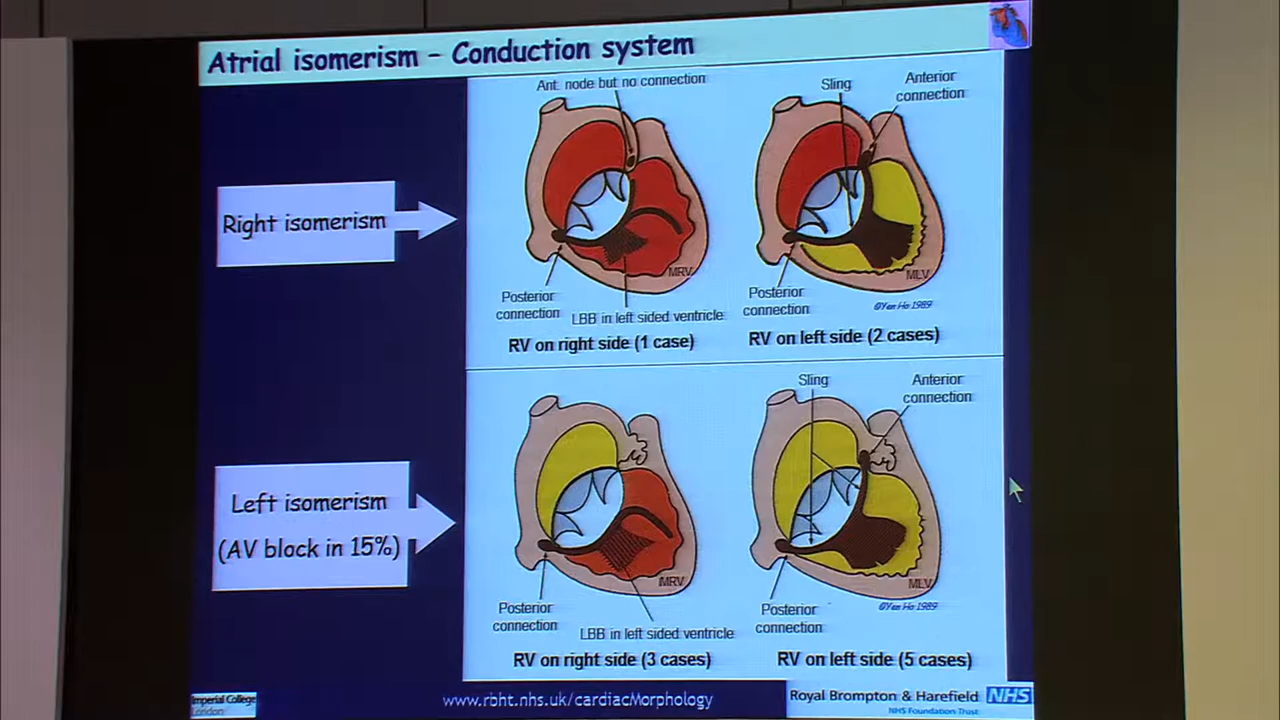 Atrial isomerism – Conduction system
Ant. node but no connection
Sling
Anterior
connection
Right isomerism
MRV
MLV
Posterior
connection
LBB in left sided ventricle
Posterior
connection
©Yen Ho 1989
RV on right side (1 case)
RV on left side (2 cases)
Sling
Anterior
connection
Left isomerism
(AV block in 15%)
MRV
MLV
Posterior
connection
LBB in left sided ventricle
Posterior
connection
©Yen Ho 1989
RV on right side (3 cases)
RV on left side (5 cases)
Imperial College
London
www.rbht.nhs.uk/cardiacMorphology
Royal Brompton & Harefield NHS
NHS Foundation Trust